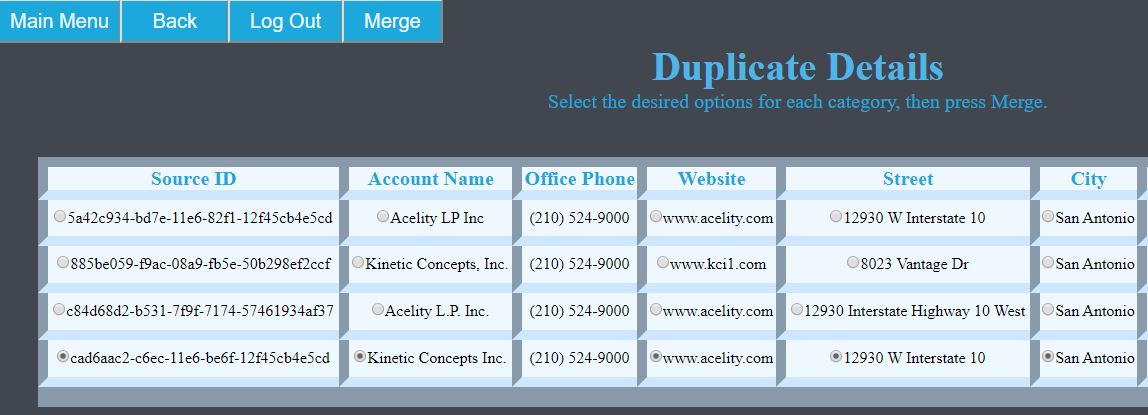 Main Menu Back Log Out Merge
Duplicate Details
Select the desired options for each category, then press Merge.
Source ID Account Name Office Phone Website Street City
5a42c934-bd7e-11e6-82f1-12f45cb4e5cd Acelity LP Inc (210) 524-9000 www.acelity.com 12930 W Interstate 10 San Antonio
885be059-f9ac-08a9-fb5e-50b298ef2ccf Kinetic Concepts, Inc. (210) 524-9000 www.kci1.com 8023 Vantage Dr San Antonio
c84d68d2-b531-7f9f-7174-57461934af37 Acelity L.P. Inc. (210) 524-9000 www.acelity.com 12930 Interstate Highway 10 West San Antonio
cad6aac2-c6ec-11e6-be6f-12f45cb4e5cd Kinetic Concepts Inc. (210) 524-9000 www.acelity.com 12930 W Interstate 10 San Antonio